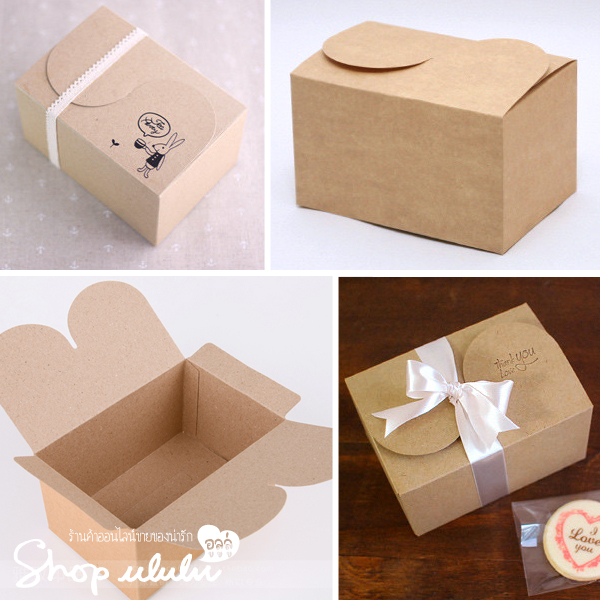 Thank you
Love
I
Love
you
ร้านค้าออนไลน์ขายของน่ารัก
อุลุลุ
Shop ululu